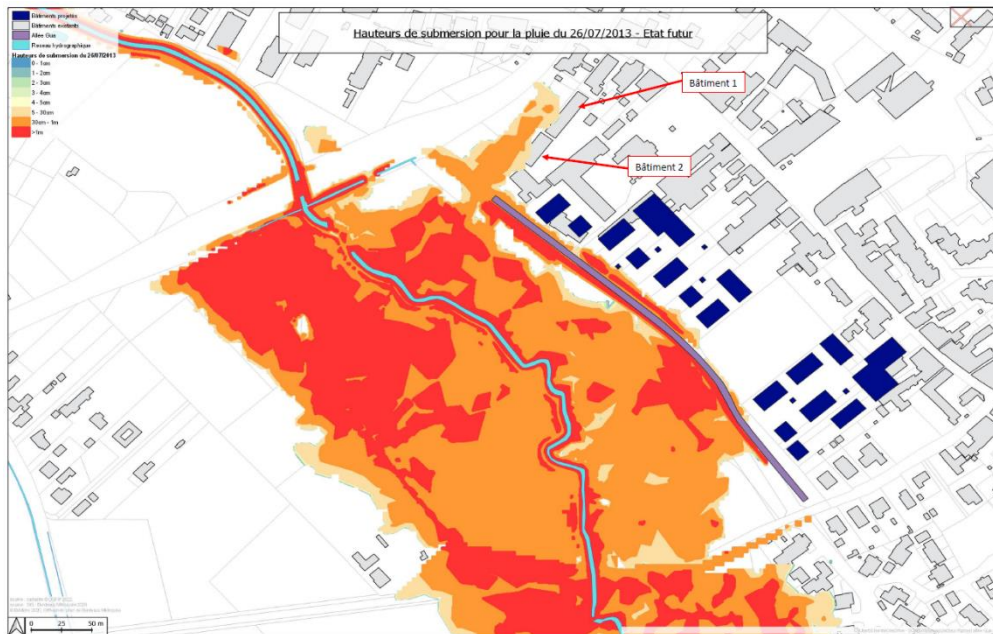 Hauteurs de submersion pour la pluie du 26/07/2013 - Etat futur
Bâtiments projetés
Bâtiments existants
Allée Gus
Réseau hydrographique
Hauteurs de submersion du 26/07/2013
0 - 1cm
1 - 2cm
2 - 3cm
3 - 4cm
4 - 5cm
5 - 30cm
30cm - 1m
>1m
Bâtiment 1
Bâtiment 2
0 25 50 m